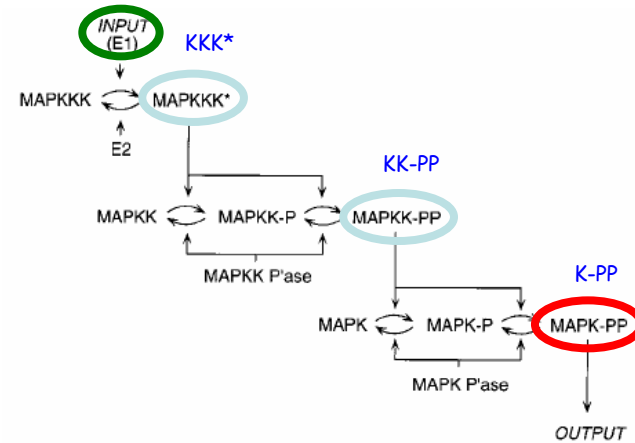 INPUT
(E1)
KKK*
MAPKKK
MAPKKK*
E2
KK-PP
MAPKK
MAPKK-P
MAPKK-PP
MAPKK P'ase
K-PP
MAPK
MAPK-P
MAPK-PP
MAPK P'ase
OUTPUT